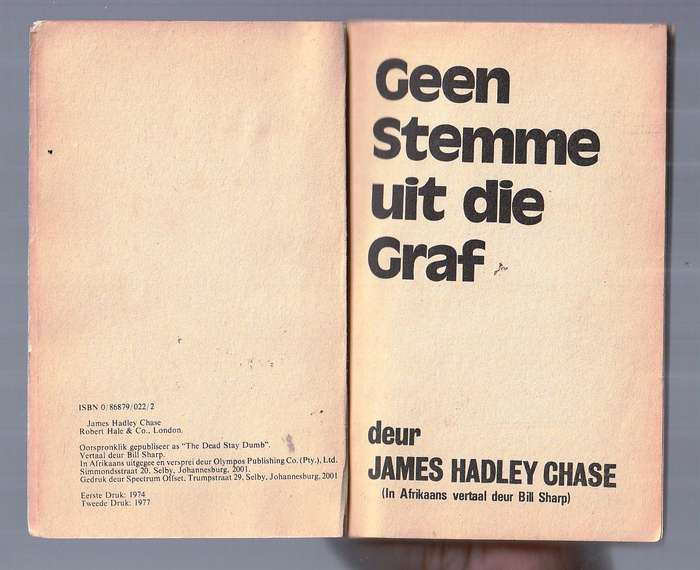 ISBN 0/86879/022/2
James Hadley Chase
Robert Hale & Co., London.
Oorspronklik gepubliseer as "The Dead Stay Dumb".
Vertaal deur Bill Sharp.
In Afrikaans uitgegee en versprei deur Olympos Publishing Co. (Pty.), Ltd.
Simmondsstraat 20, Selby, Johannesburg, 2001.
Gedruk deur Spectrum Offset, Trumpstraat 29, Selby, Johannesburg, 2001
Eerste Druk: 1974
Tweede Druk: 1977
Geen
Stemme
uit die
Graf
deur
JAMES HADLEY CHASE
(In Afrikaans vertaal deur Bill Sharp)